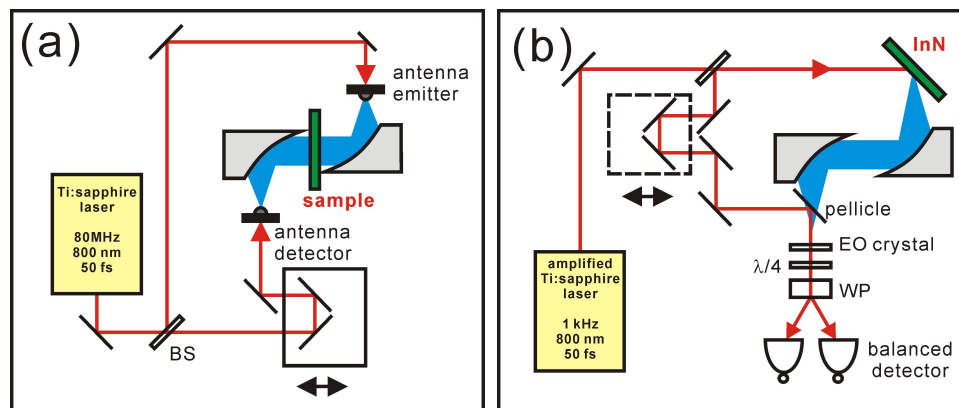 (a)
antenna
emitter
sample
Ti:sapphire
laser
80MHz
800 nm
50 fs
antenna
detector
BS
(b)
InN
pellicle
EO crystal
λ/4
WP
amplified
Ti:sapphire
laser
1 kHz
800 nm
50 fs
balanced
detector